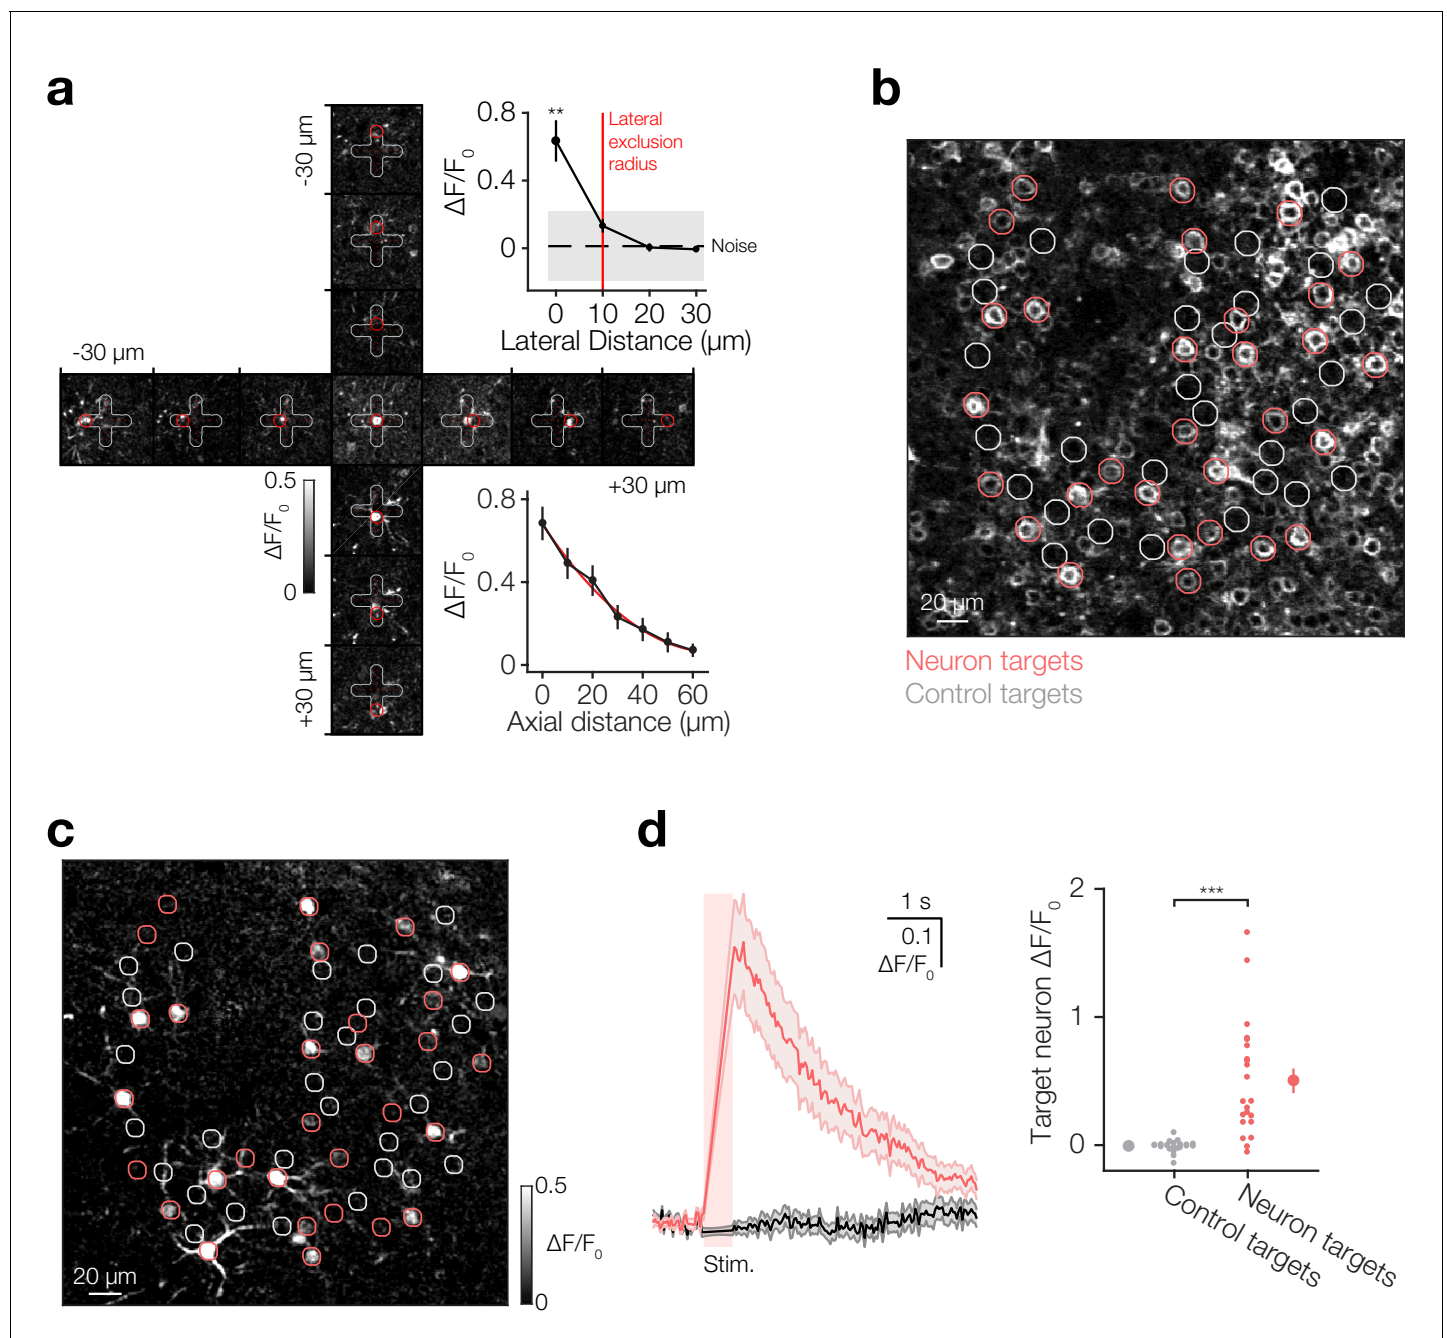 a
-30 µm
-30 µm
+30 µm
+30 µm
0.5
ΔF/F0
0
**
0.8
0.4
0
ΔF/F0
Lateral
exclusion
radius
Noise
0 10 20 30
Lateral Distance (µm)
0.8
0.4
0
ΔF/F0
0 20 40 60
Axial distance (µm)
b
20 µm
Neuron targets
Control targets
c
20 µm
0.5
ΔF/F0
0
d
1 s
0.1
ΔF/F0
Stim.
2
1
0
Target neuron ΔF/F0
***
Control targets
Neuron targets